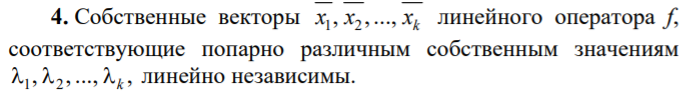 4. Собственные векторы x̅₁, x̅₂, ..., x̅ₖ линейного оператора f,
соответствующие попарно различным собственным значениям
λ₁, λ₂, ..., λₖ, линейно независимы.